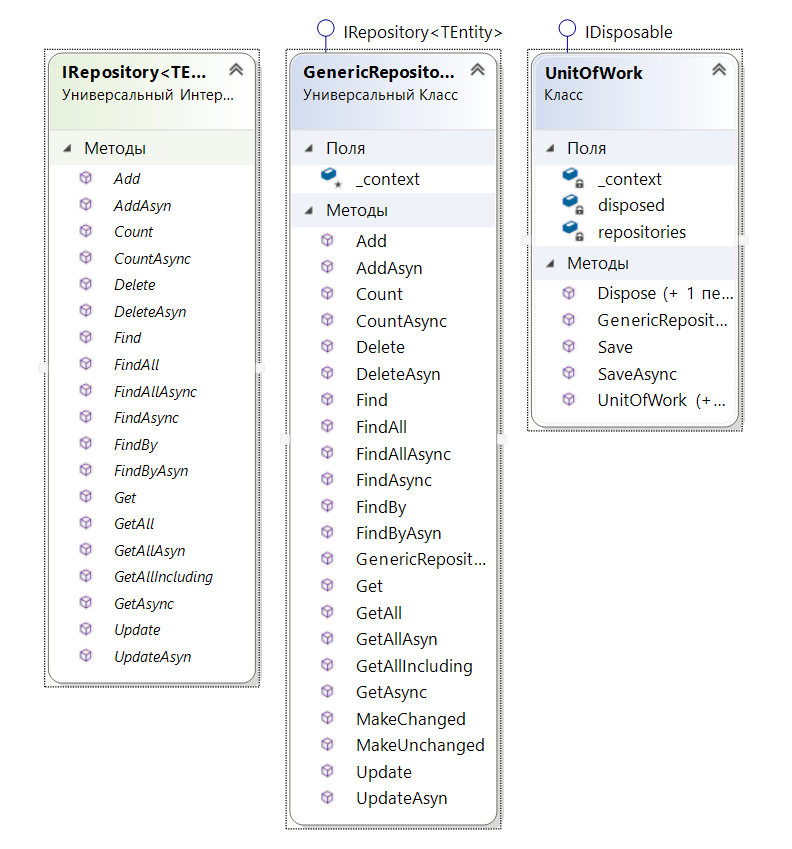 IRepository<TE...
Универсальный Интер...
Методы
Add
AddAsyn
Count
CountAsync
Delete
DeleteAsyn
Find
FindAll
FindAllAsync
FindAsync
FindBy
FindByAsyn
Get
GetAll
GetAllAsyn
GetAllIncluding
GetAsync
Update
UpdateAsyn
IRepository<TEntity>
GenericReposito...
Универсальный Класс
Поля
_context
Методы
Add
AddAsyn
Count
CountAsync
Delete
DeleteAsyn
Find
FindAll
FindAllAsync
FindAsync
FindBy
FindByAsyn
GenericReposit...
Get
GetAll
GetAllAsyn
GetAllIncluding
GetAsync
MakeChanged
MakeUnchanged
Update
UpdateAsyn
IDisposable
UnitOfWork
Класс
Поля
_context
disposed
repositories
Методы
Dispose (+ 1 пе...
GenericReposit...
Save
SaveAsync
UnitOfWork (+...